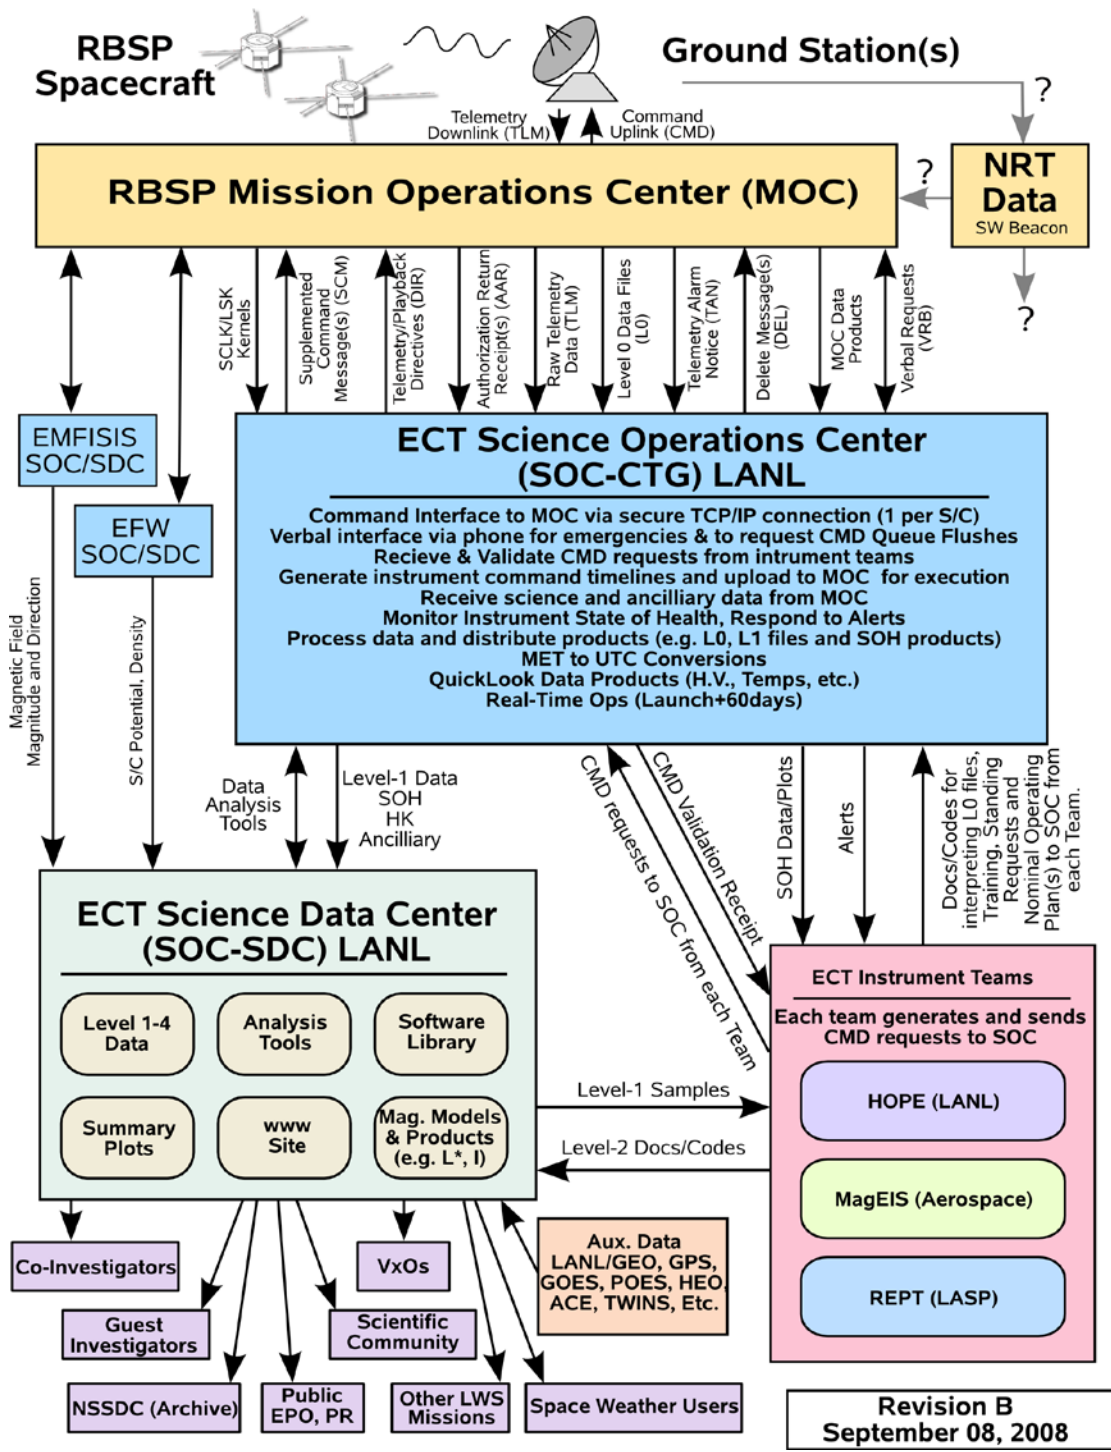 RBSP
Spacecraft
Ground Station(s)
?
Telemetry
Downlink (TLM)
Command
Uplink (CMD)
RBSP Mission Operations Center (MOC)
?
NRT
Data
SW Beacon
?
SCLK/LSK
Kernels
Supplemented
Command
Message(s) (SCM)
Telemetry/Playback
Directives (DIR)
Authorization Return
Receipt(s) (AAR)
Raw Telemetry
Data (TLM)
Level 0 Data Files
(L0)
Telemetry Alarm
Notice (TAN)
Delete Message(s)
(DEL)
MOC Data
Products
Verbal Requests
(VRB)
EMFISIS
SOC/SDC
EFW
SOC/SDC
ECT Science Operations Center
(SOC-CTG) LANL
Command Interface to MOC via secure TCP/IP connection (1 per S/C)
Verbal interface via phone for emergencies & to request CMD Queue Flushes
Recieve & Validate CMD requests from intrument teams
Generate instrument command timelines and upload to MOC for execution
Receive science and ancilliary data from MOC
Monitor Instrument State of Health, Respond to Alerts
Process data and distribute products (e.g. L0, L1 files and SOH products)
MET to UTC Conversions
QuickLook Data Products (H.V., Temps, etc.)
Real-Time Ops (Launch+60days)
Magnetic Field
Magnitude and Direction
S/C Potential, Density
Data
Analysis
Tools
Level-1 Data
SOH
HK
Ancilliary
CMD requests to SOC from each Team
CMD Validation Receipt
SOH Data/Plots
Alerts
Docs/Codes for
interpreting L0 files,
Training, Standing
Requests and
Nominal Operating
Plan(s) to SOC from
each Team.
ECT Science Data Center
(SOC-SDC) LANL
Level 1-4
Data
Analysis
Tools
Software
Library
Summary
Plots
www
Site
Mag. Models
& Products
(e.g. L*, I)
Level-1 Samples
Level-2 Docs/Codes
ECT Instrument Teams
Each team generates and sends
CMD requests to SOC
HOPE (LANL)
MagEIS (Aerospace)
REPT (LASP)
Co-Investigators
VxOs
Aux. Data
LANL/GEO, GPS,
GOES, POES, HEO,
ACE, TWINS, Etc.
Guest
Investigators
Scientific
Community
NSSDC (Archive)
Public
EPO, PR
Other LWS
Missions
Space Weather Users
Revision B
September 08, 2008